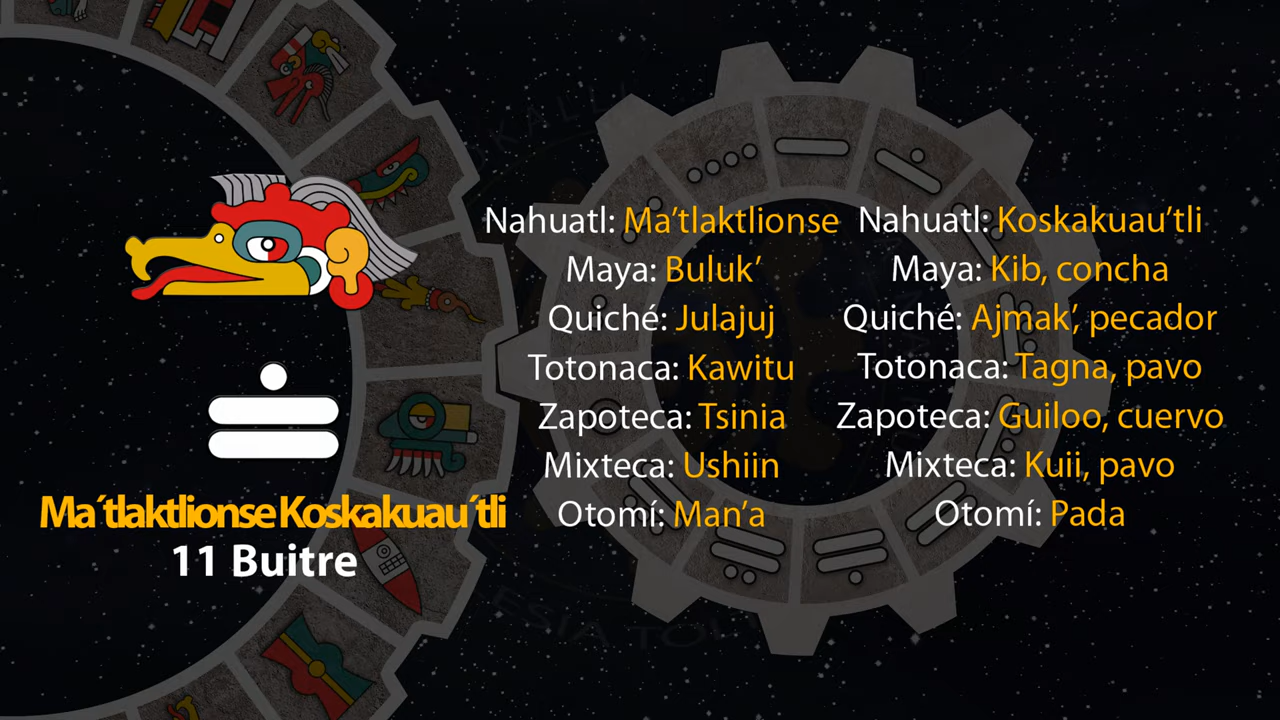 Nahuatl: Ma’tlaktlionse
Maya: Buluk’
Quiché: Julajuj
Totonaca: Kawitu
Zapoteca: Tsinia
Mixteca: Ushiin
Otomí: Man’a
Nahuatl: Koskakuau’tli
Maya: Kib, concha
Quiché: Ajmak’, pecador
Totonaca: Tagna, pavo
Zapoteca: Guiloo, cuervo
Mixteca: Kuii, pavo
Otomí: Pada
Ma´tlaktlionse Koskakuau´tli
11 Buitre